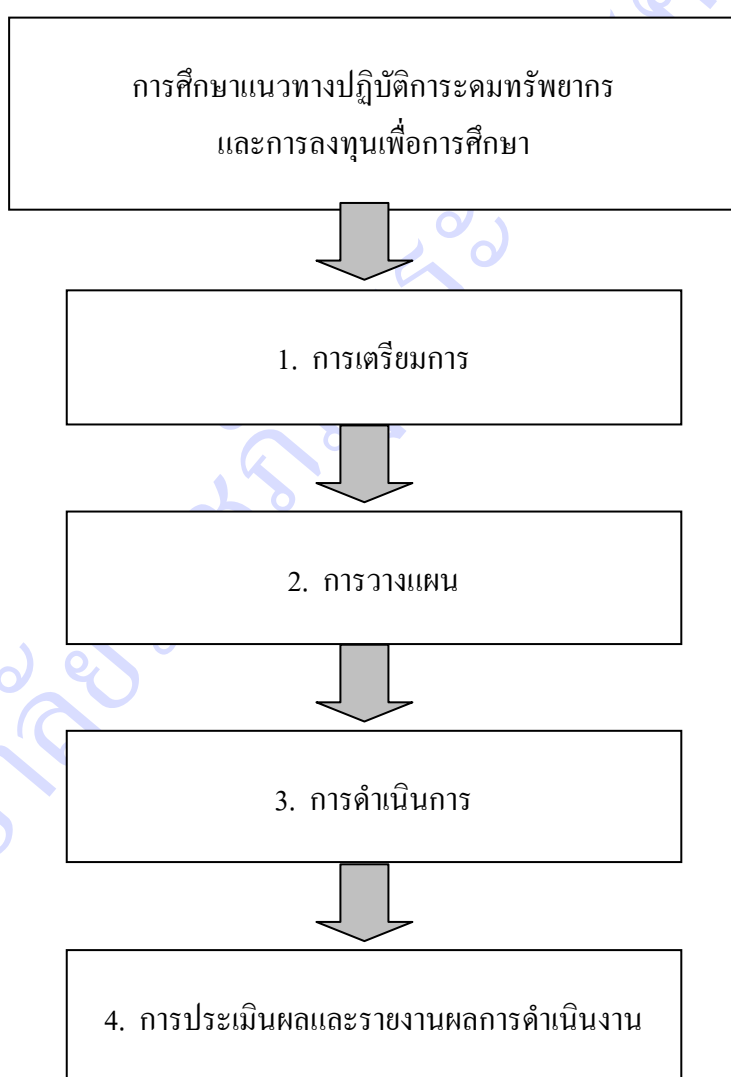 การศึกษาแนวทางปฏิบัติการะดมทรัพยากร
และการลงทุนเพื่อการศึกษา
1. การเตรียมการ
2. การวางแผน
3. การดำเนินการ
4. การประเมินผลและรายงานผลการดำเนินงาน